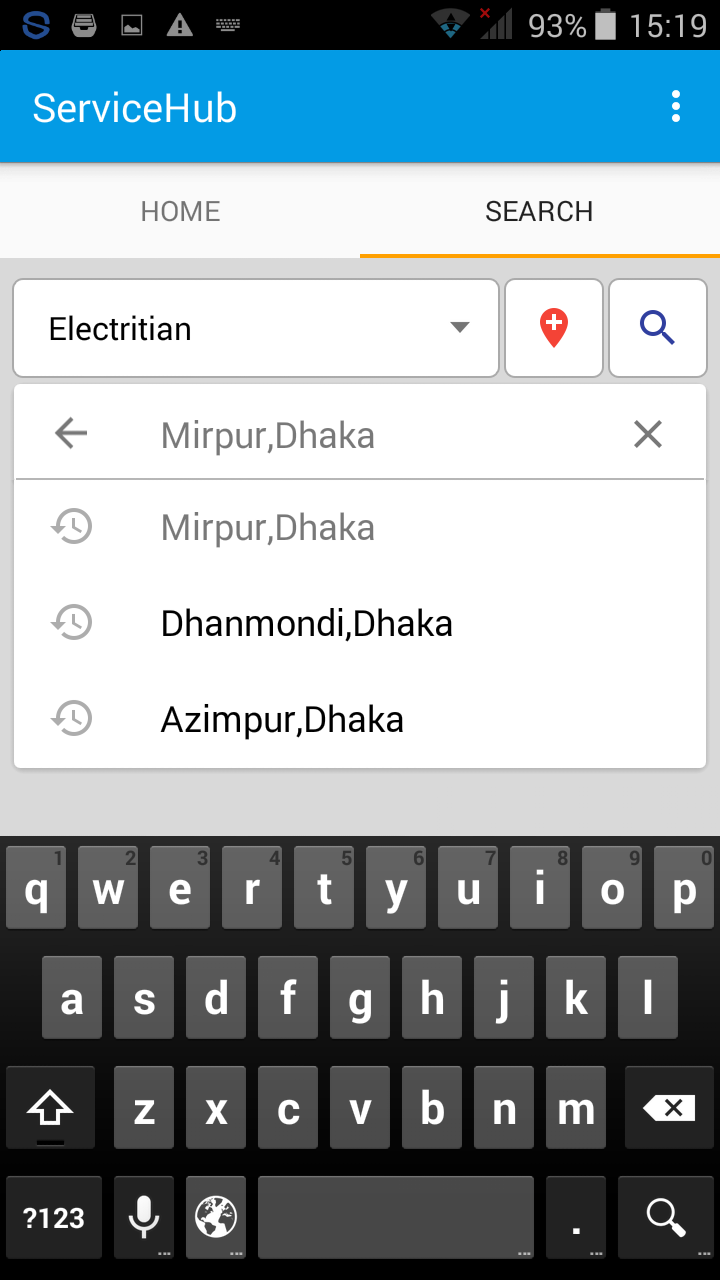 93% 15:19
ServiceHub
HOME SEARCH
Electritian
Mirpur,Dhaka
Mirpur,Dhaka
Dhanmondi,Dhaka
Azimpur,Dhaka
1 2 3 4 5 6 7 8 9 0
q w e r t y u i o p
a s d f g h j k l
z x c v b n m
?123 .